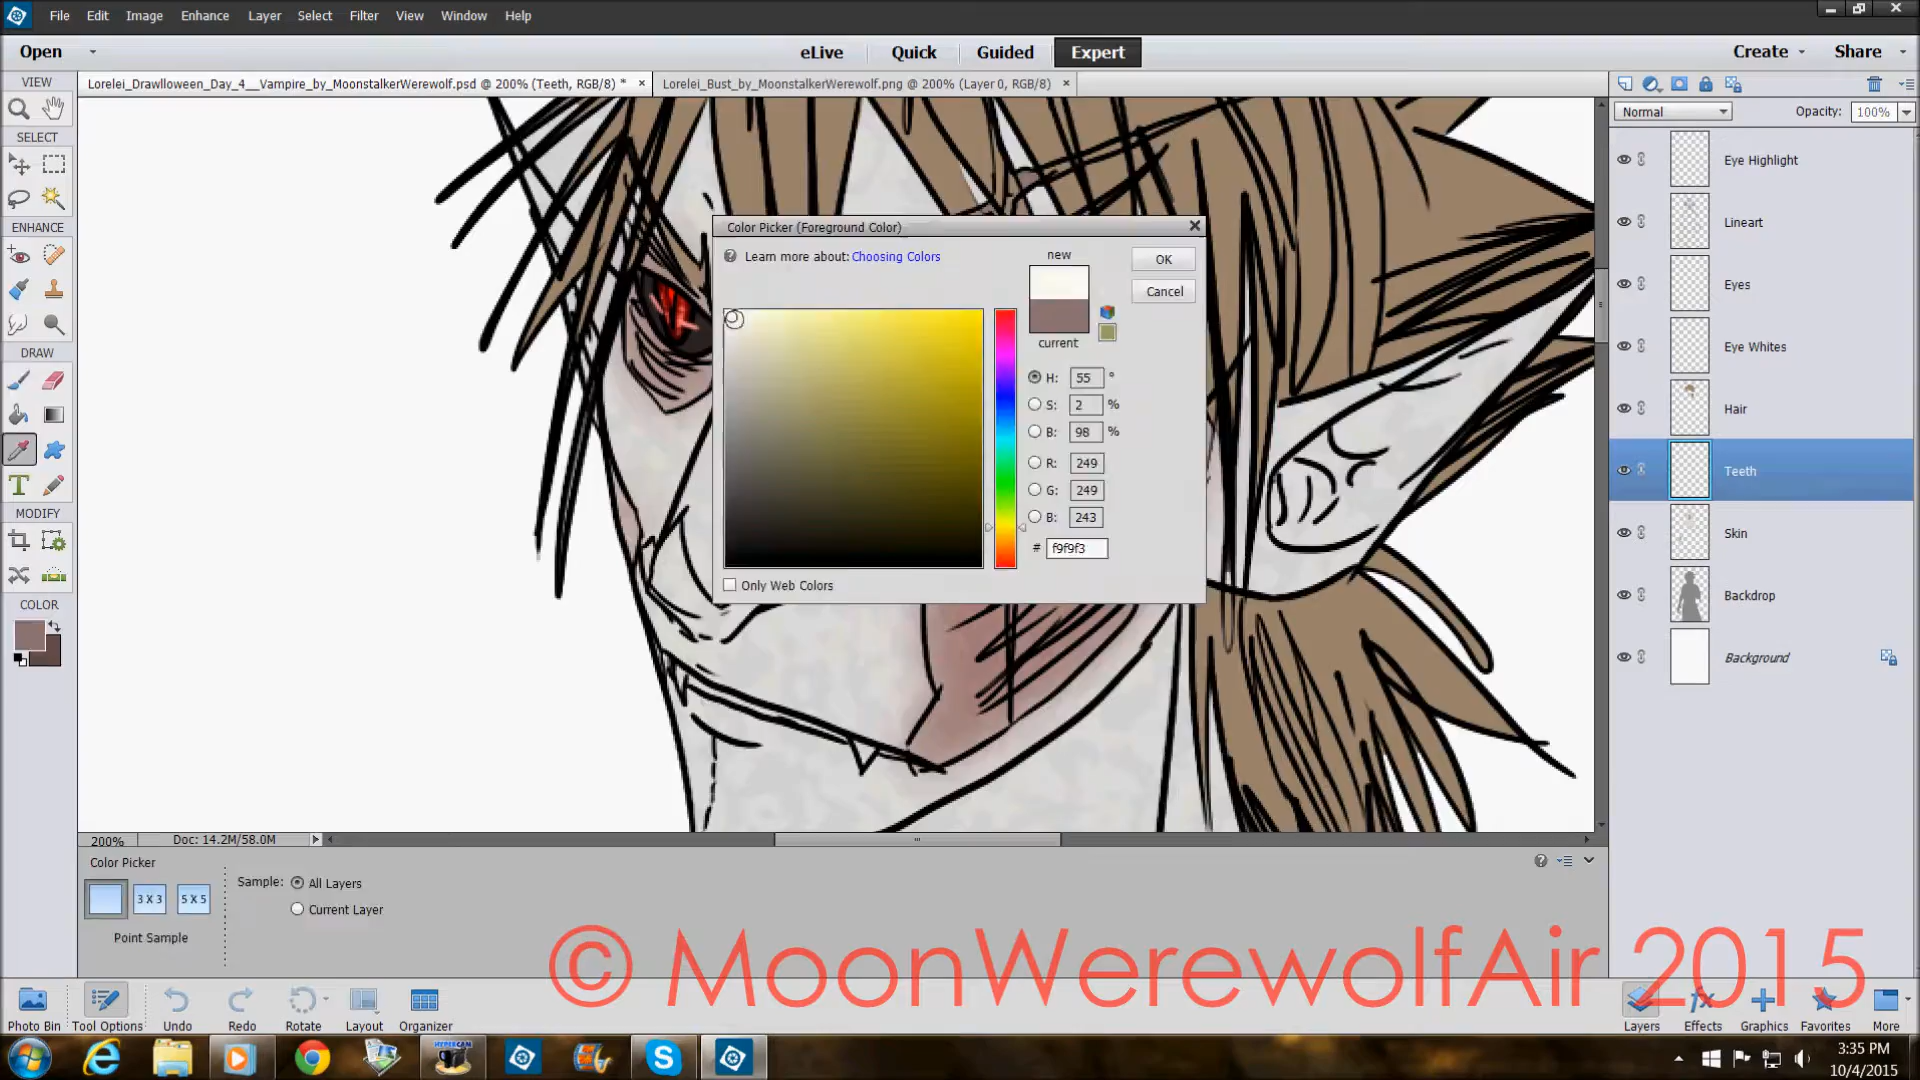 File Edit Image Enhance Layer Select Filter View Window Help
Open eLive Quick Guided Expert Create Share
VIEW
Lorelei_Drawlloween_Day_4__Vampire_by_MoonstalkerWerewolf.psd @ 200% (Teeth, RGB/8) * ×
Lorelei_Bust_by_MoonstalkerWerewolf.png @ 200% (Layer 0, RGB/8) ×
SELECT
ENHANCE
DRAW
T
MODIFY
COLOR
Color Picker (Foreground Color)
Learn more about: Choosing Colors
new
OK
Cancel
current
H: 55 °
S: 2 %
B: 98 %
R: 249
G: 249
B: 243
# f9f9f3
Only Web Colors
Normal Opacity: 100%
Eye Highlight
Lineart
Eyes
Eye Whites
Hair
Teeth
Skin
Backdrop
Background
200% Doc: 14.2M/58.0M
Color Picker
3 X 3 5 X 5
Point Sample
Sample: All Layers
Current Layer
© MoonWerewolfAir 2015
Photo Bin Tool Options Undo Redo Rotate Layout Organizer
Layers Effects Graphics Favorites More
HYPERCAM
3:35 PM
10/4/2015